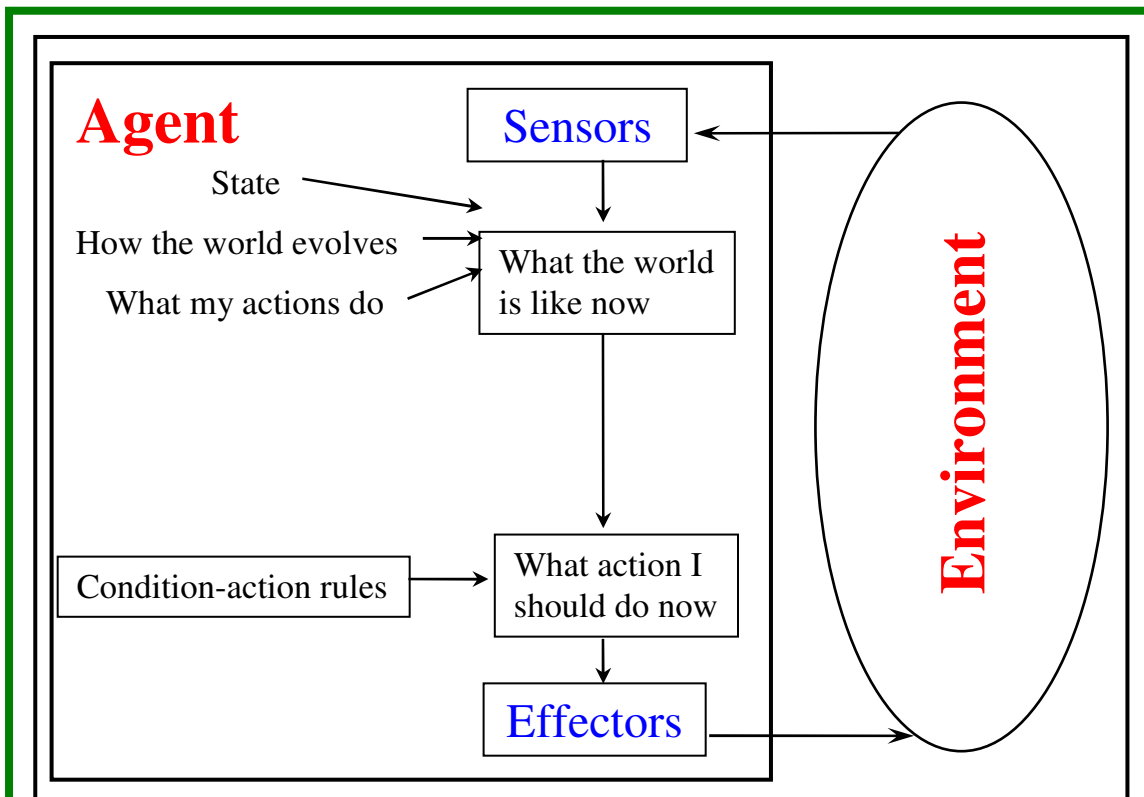 Agent
Sensors
State
How the world evolves
What my actions do
What the world
is like now
Environment
Condition-action rules
What action I
should do now
Effectors